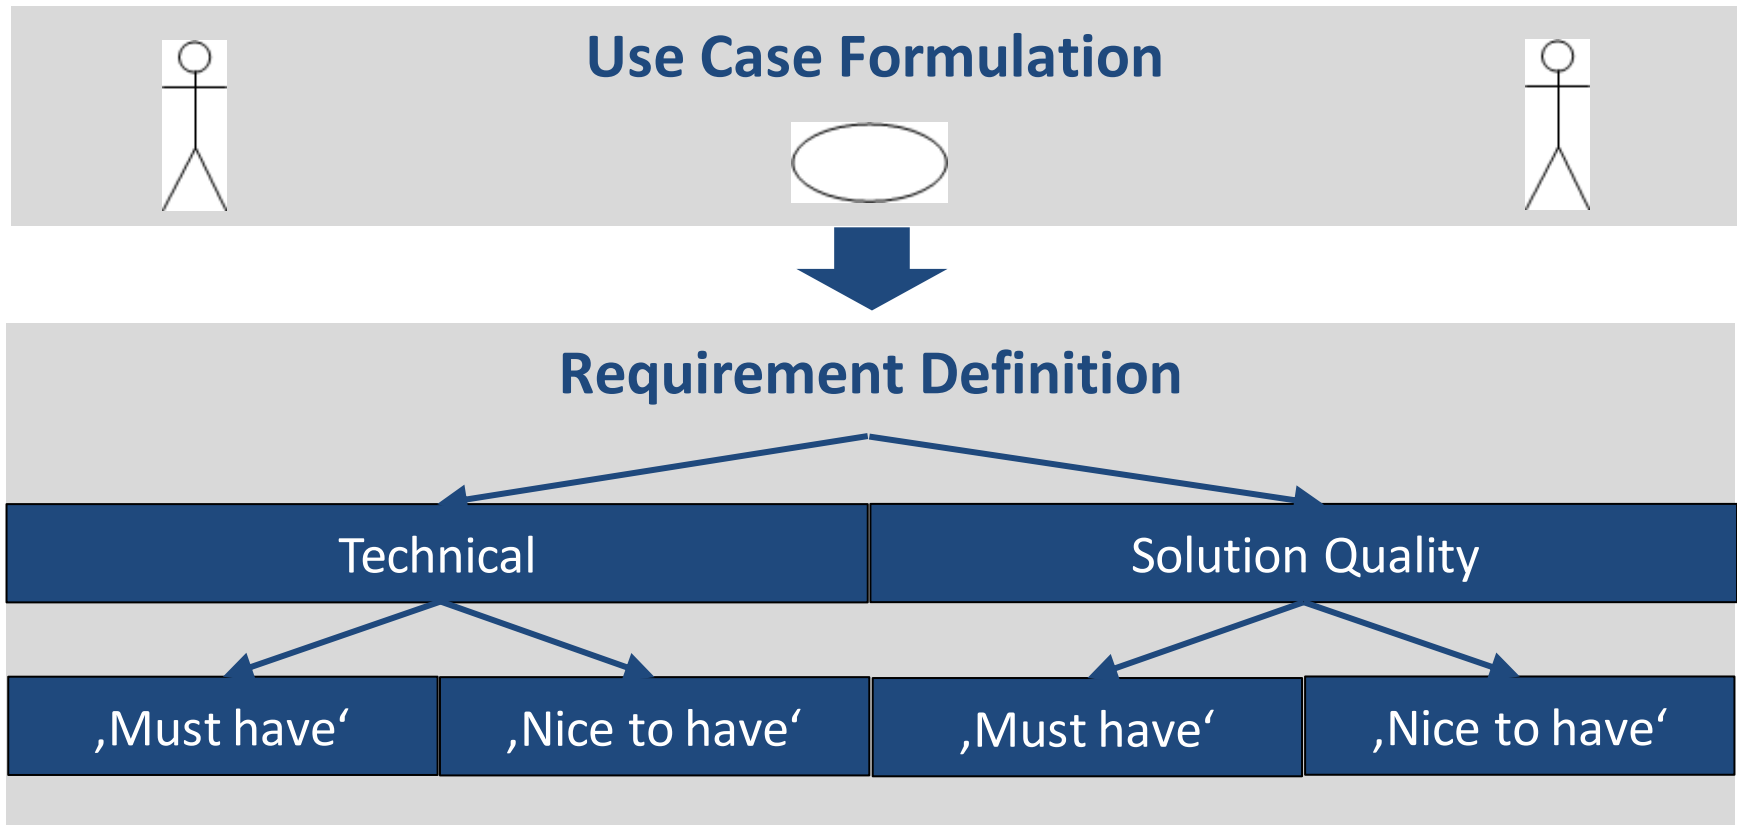 Use Case Formulation
Requirement Definition
Technical
Solution Quality
‚Must have‘
‚Nice to have‘
‚Must have‘
‚Nice to have‘